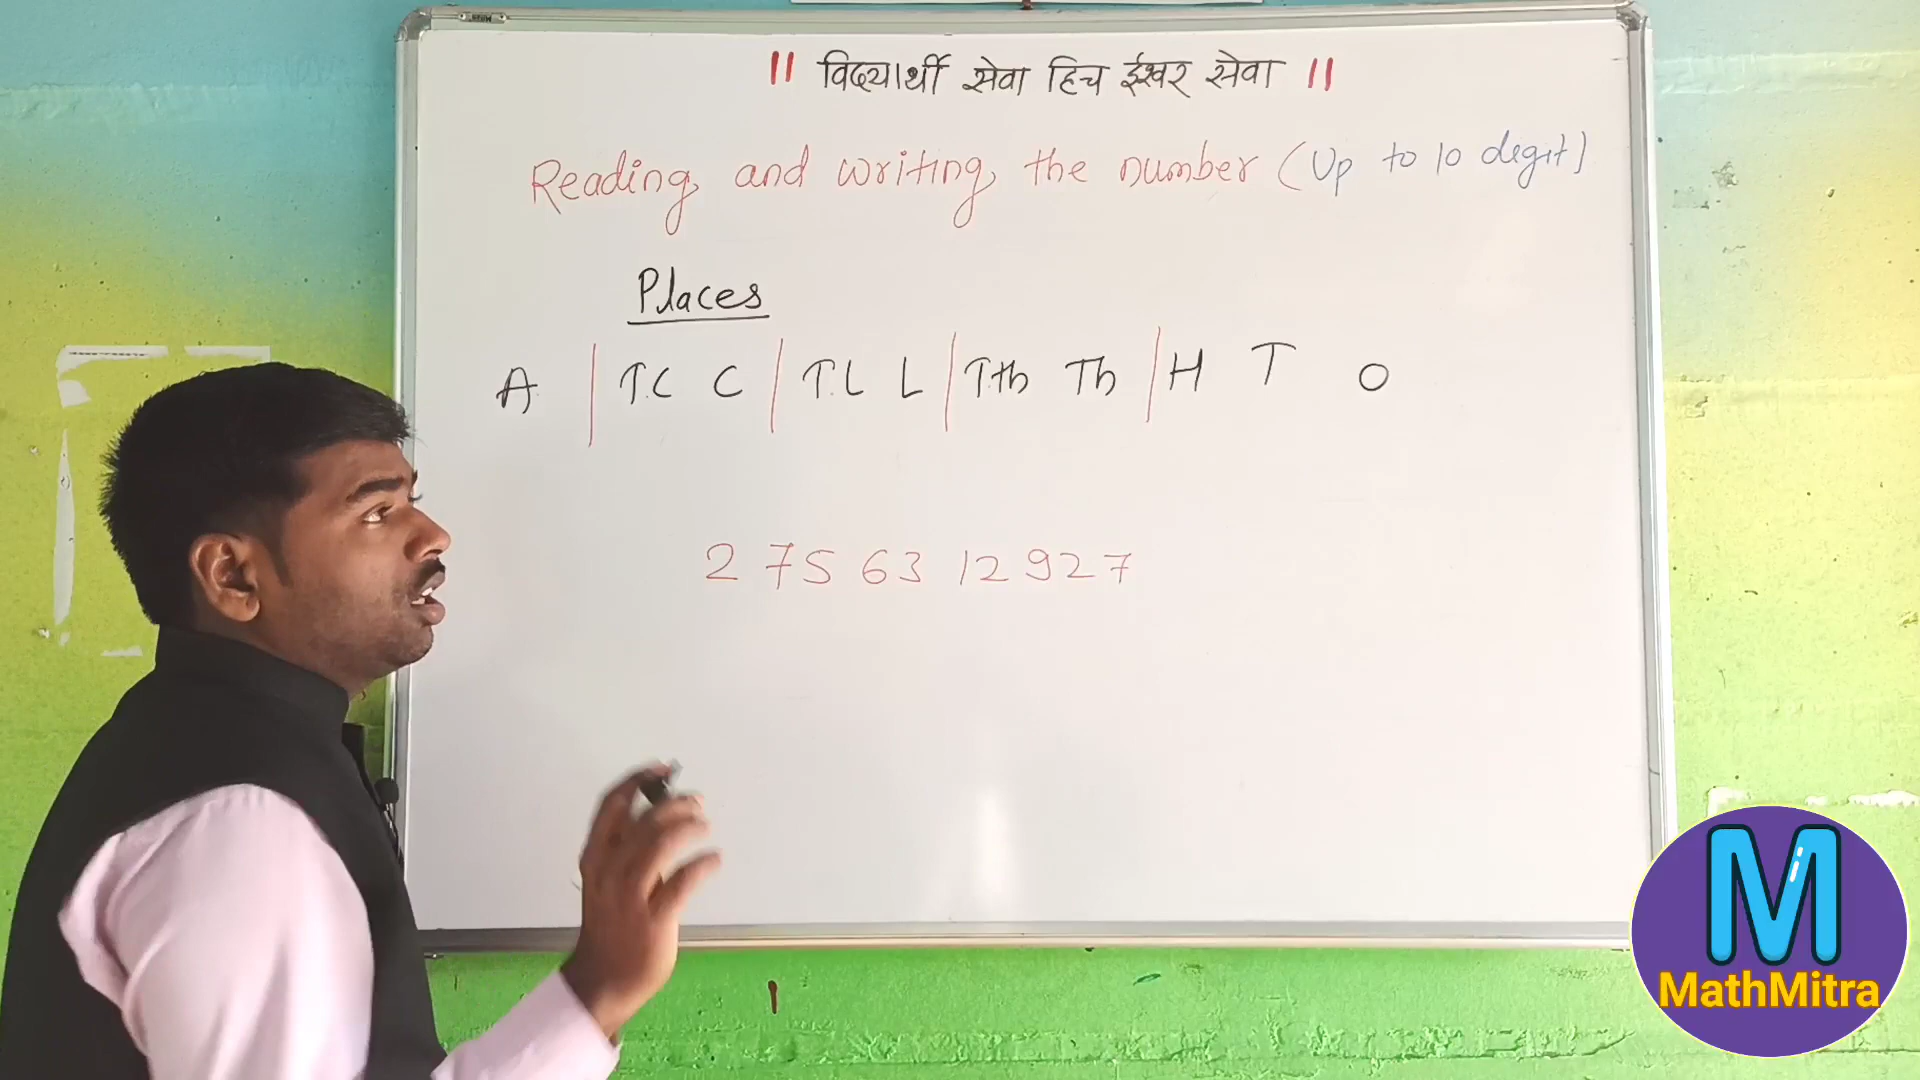 || विद्यार्थी सेवा हिच ईश्वर सेवा ||
Reading and writing the number (Up to 10 degit)
Places
A | T.C C | T.L L | T.th Th | H T O
2 75 63 12 927
M
MathMitra